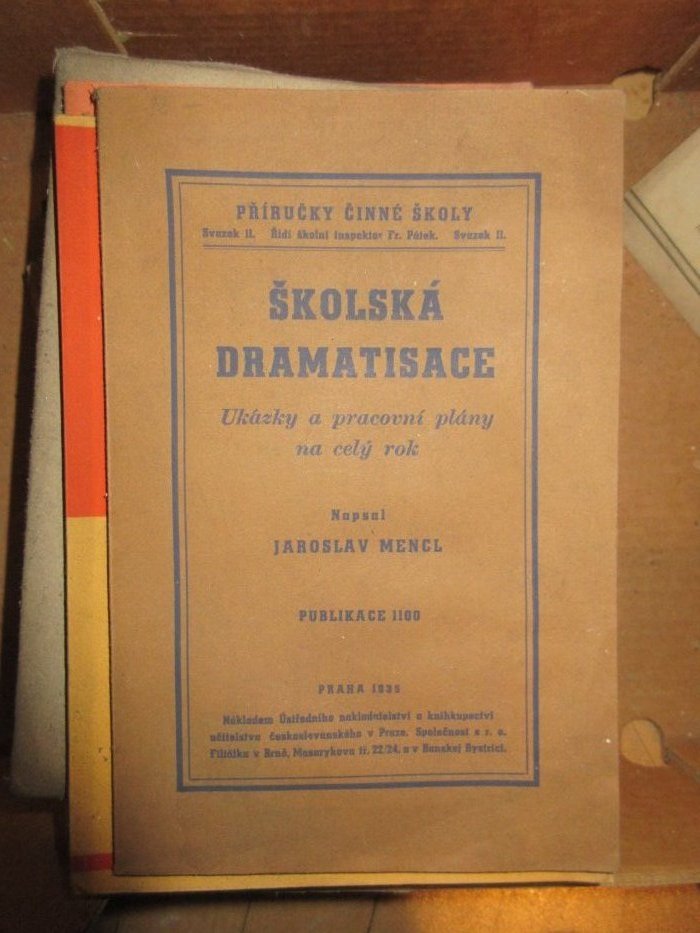 PŘÍRUČKY ČINNÉ ŠKOLY
Svazek II. Řídí školní inspektor Fr. Pátek. Svazek II.
ŠKOLSKÁ
DRAMATISACE
Ukázky a pracovní plány
na celý rok
Napsal
JAROSLAV MENCL
PUBLIKACE 1100
PRAHA 1936
Nákladem Ústředního nakladatelství a knihkupectví
učitelstva československého v Praze. Společnost s r. o.
Filiálka v Brně, Masarykova tř. 22/24. a v Banskej Bystrici.